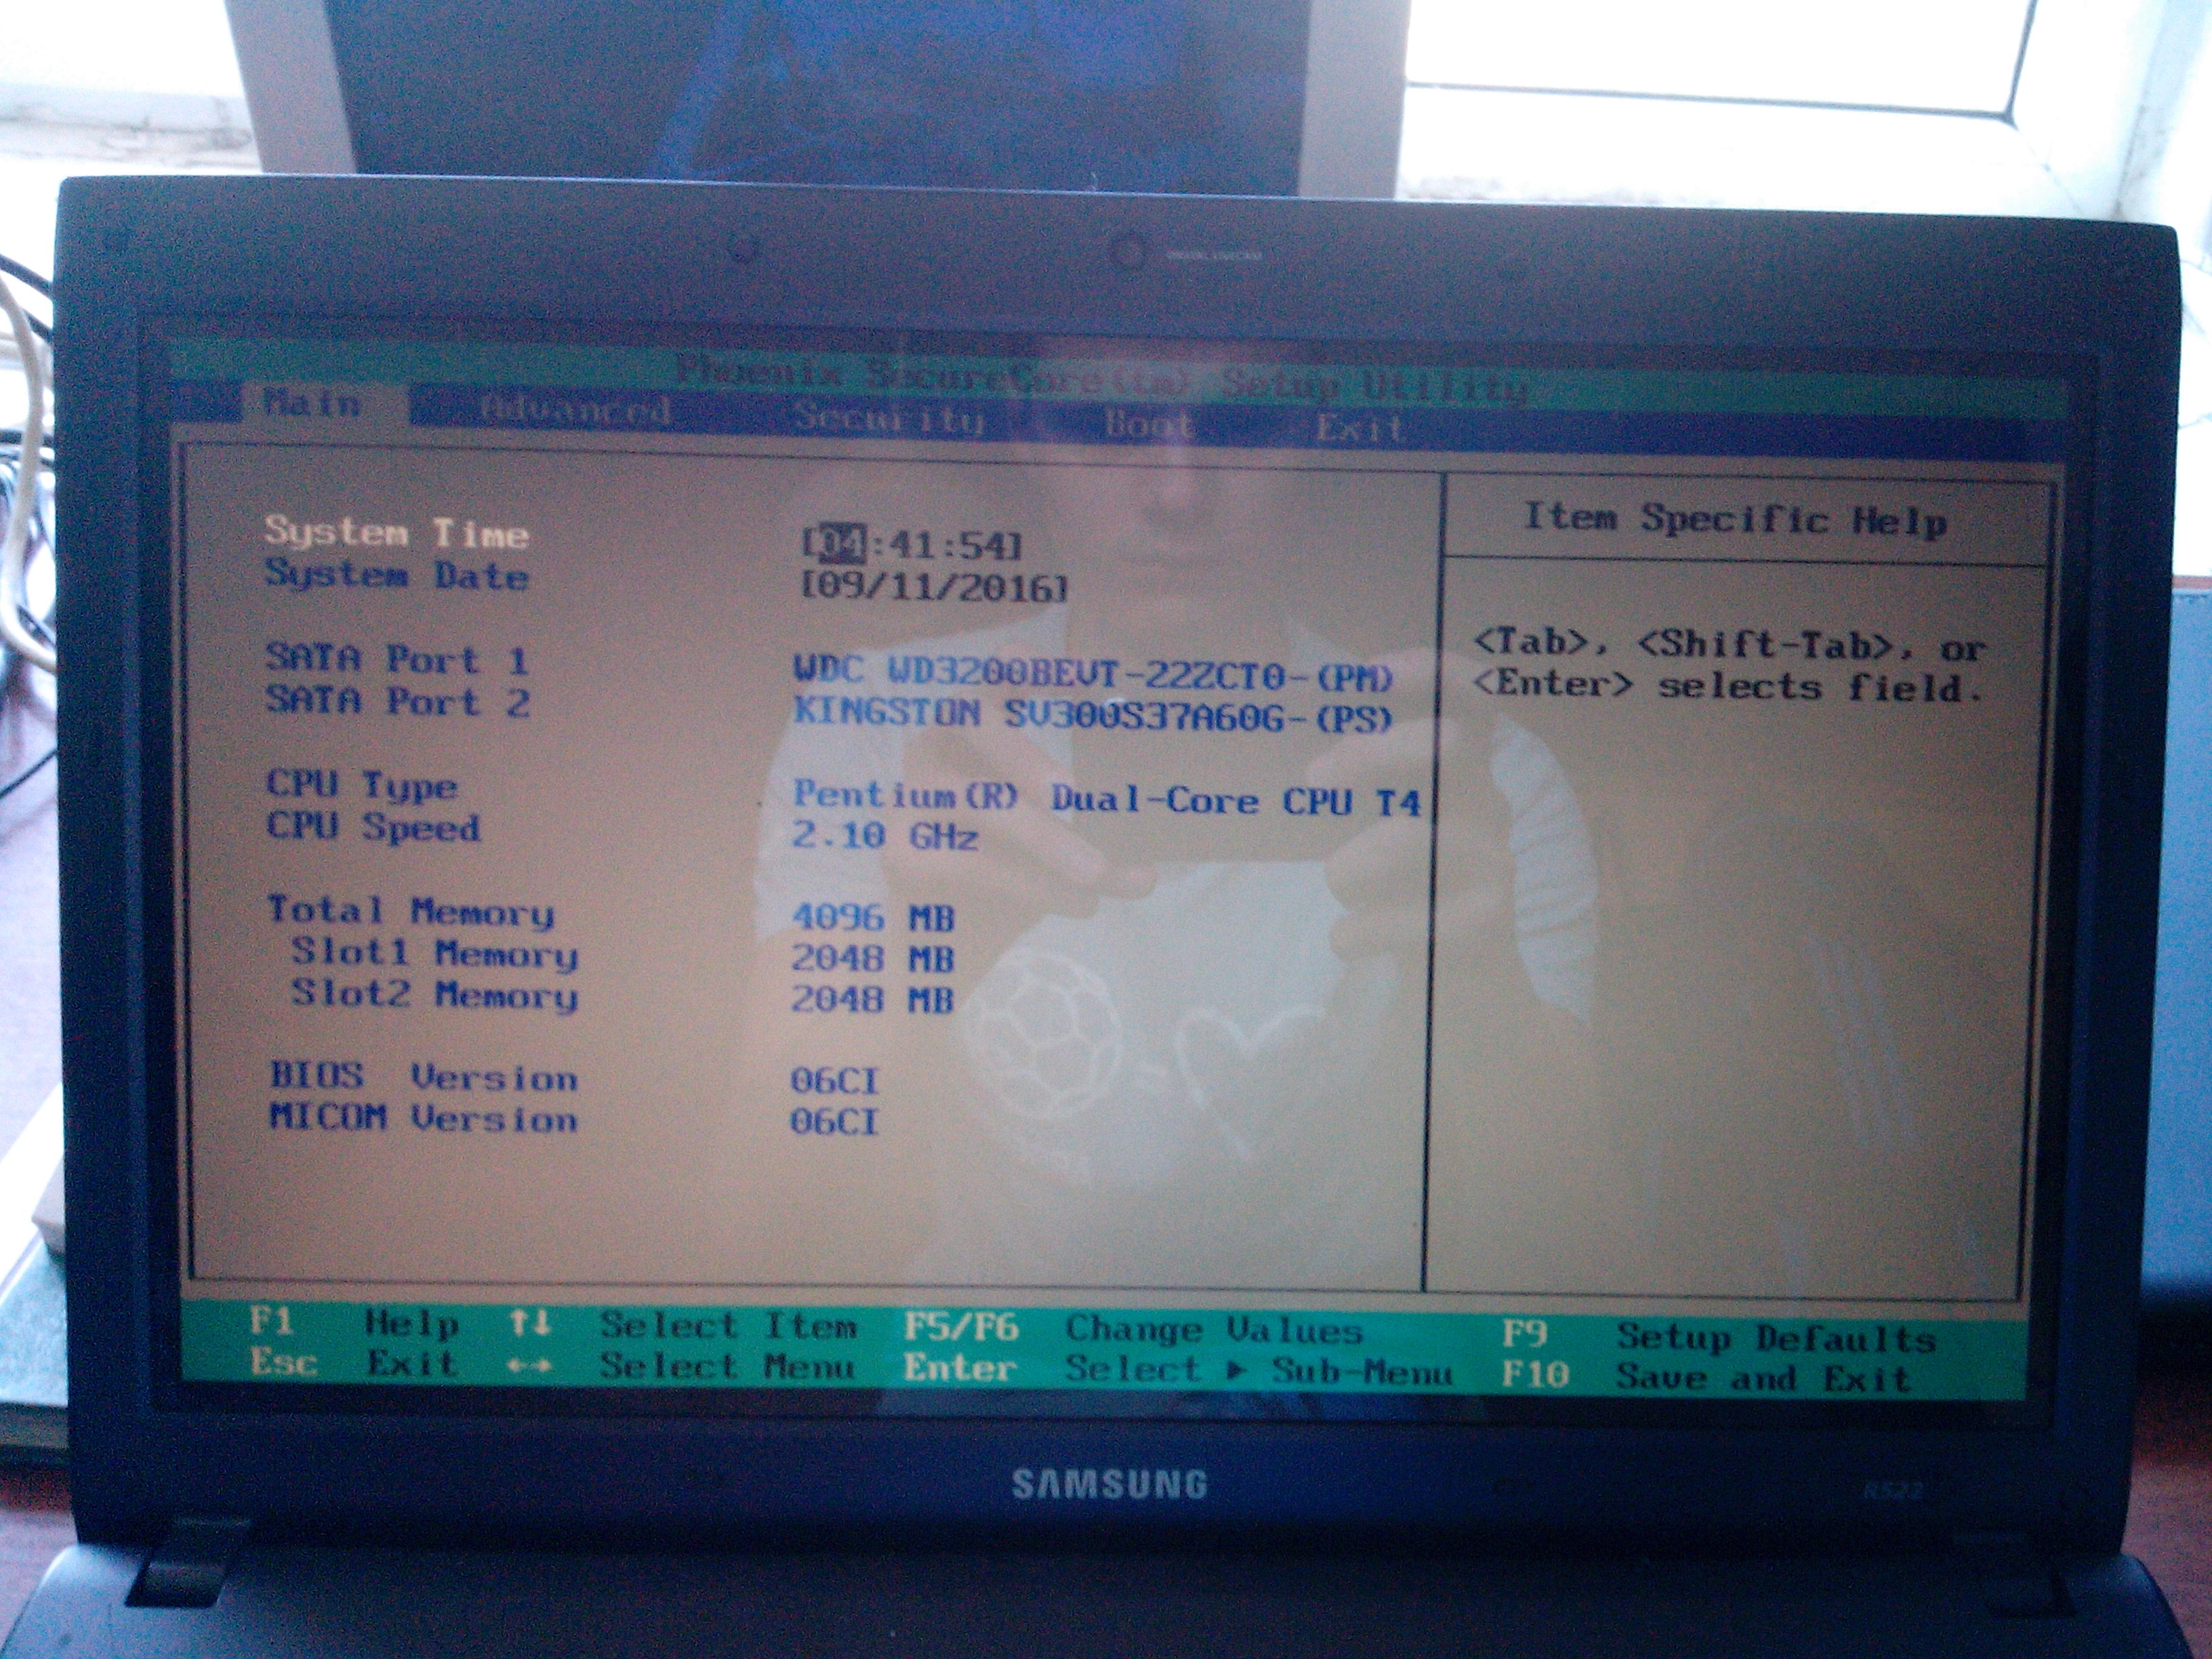 Phoenix SecureCore(tm) Setup Utility
Main Advanced Security Boot Exit
System Time [04:41:54]
System Date [09/11/2016]
SATA Port 1 WDC WD3200BEVT-22ZCT0-(PM)
SATA Port 2 KINGSTON SV300S37A60G-(PS)
CPU Type Pentium(R) Dual-Core CPU T4
CPU Speed 2.10 GHz
Total Memory 4096 MB
Slot1 Memory 2048 MB
Slot2 Memory 2048 MB
BIOS Version 06CI
MICOM Version 06CI
Item Specific Help
<Tab>, <Shift-Tab>, or
<Enter> selects field.
F1 Help ↑↓ Select Item F5/F6 Change Values F9 Setup Defaults
Esc Exit ←→ Select Menu Enter Select ▶ Sub-Menu F10 Save and Exit
SAMSUNG
R522